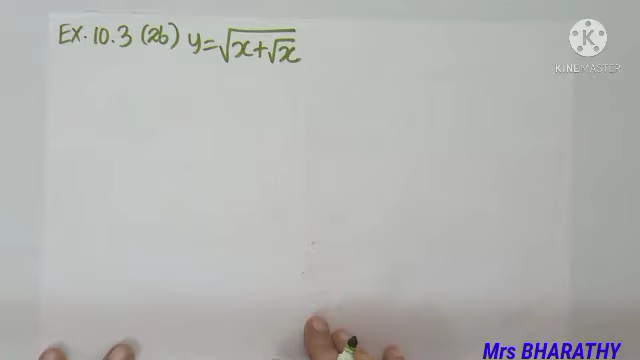 Ex. 10.3 (26) y=√(x+√x)
KINEMASTER
Mrs BHARATHY